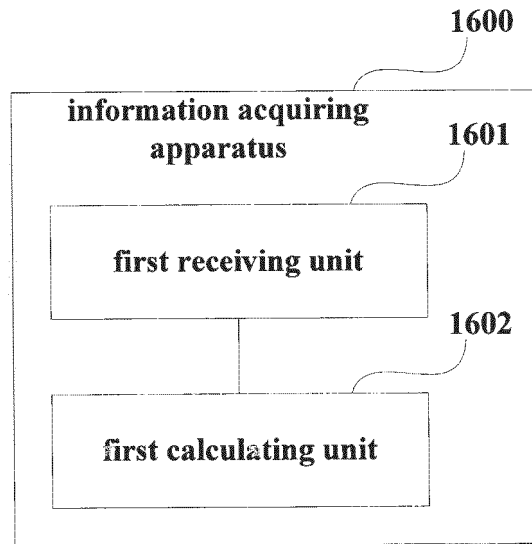 1600
information acquiring
apparatus
1601
first receiving unit
1602
first calculating unit